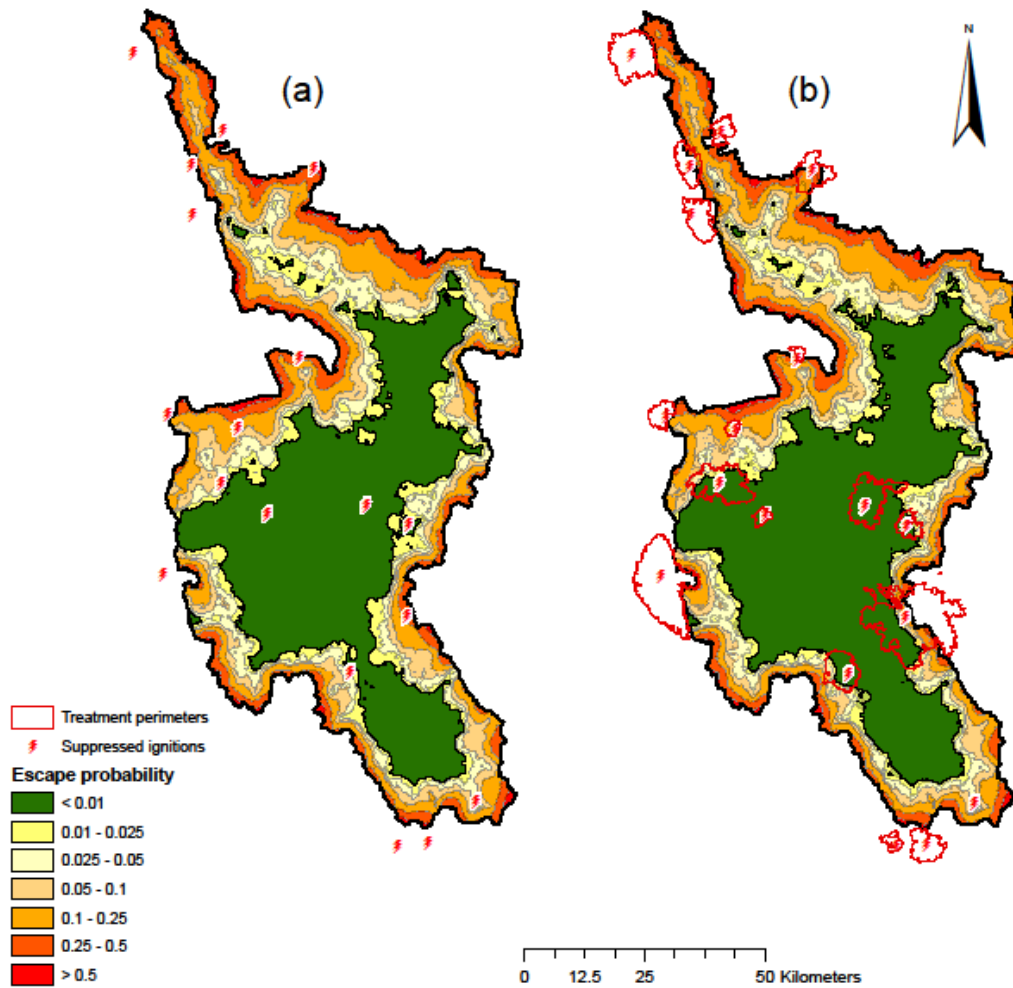 N
(a)
(b)
Treatment perimeters
Suppressed ignitions
Escape probability
< 0.01
0.01 - 0.025
0.025 - 0.05
0.05 - 0.1
0.1 - 0.25
0.25 - 0.5
> 0.5
0 12.5 25 50 Kilometers